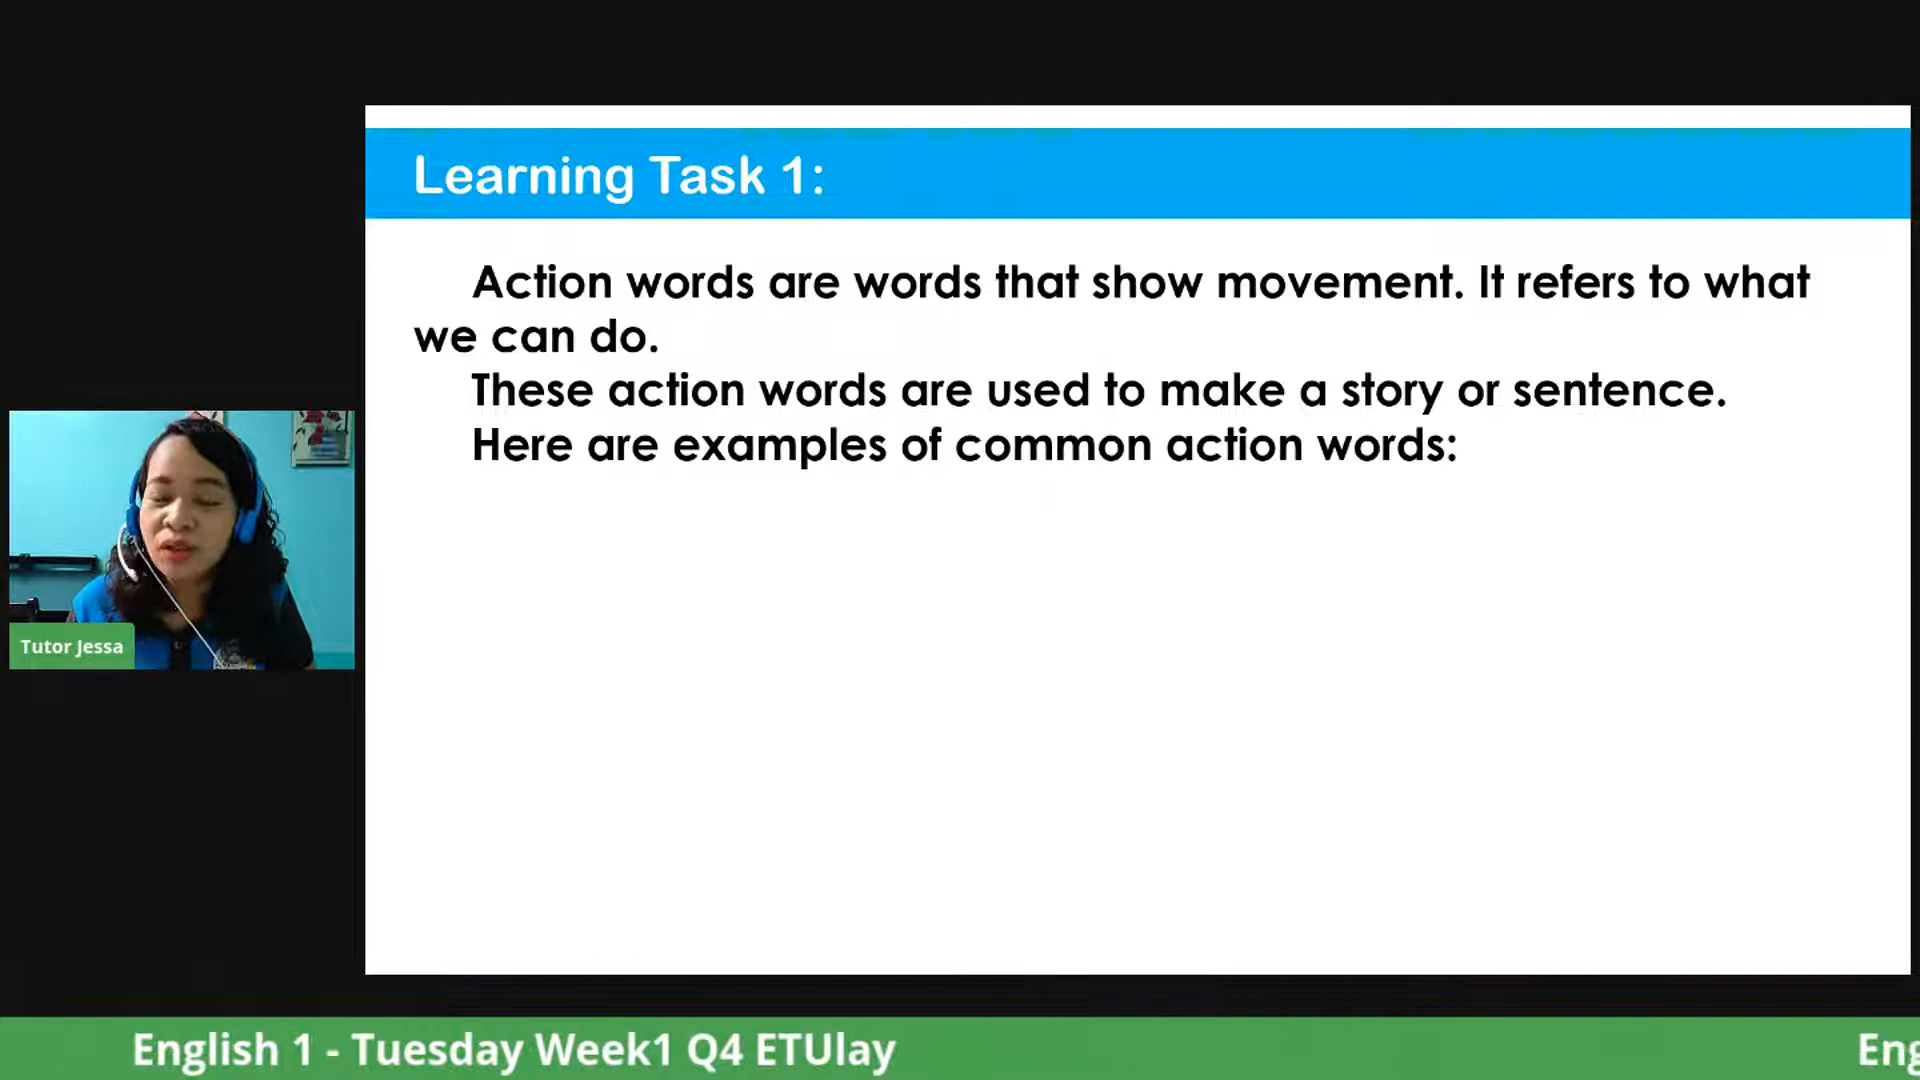 Learning Task 1:
Action words are words that show movement. It refers to what
we can do.
These action words are used to make a story or sentence.
Here are examples of common action words:
Tutor Jessa
English 1 - Tuesday Week1 Q4 ETUlay
Eng